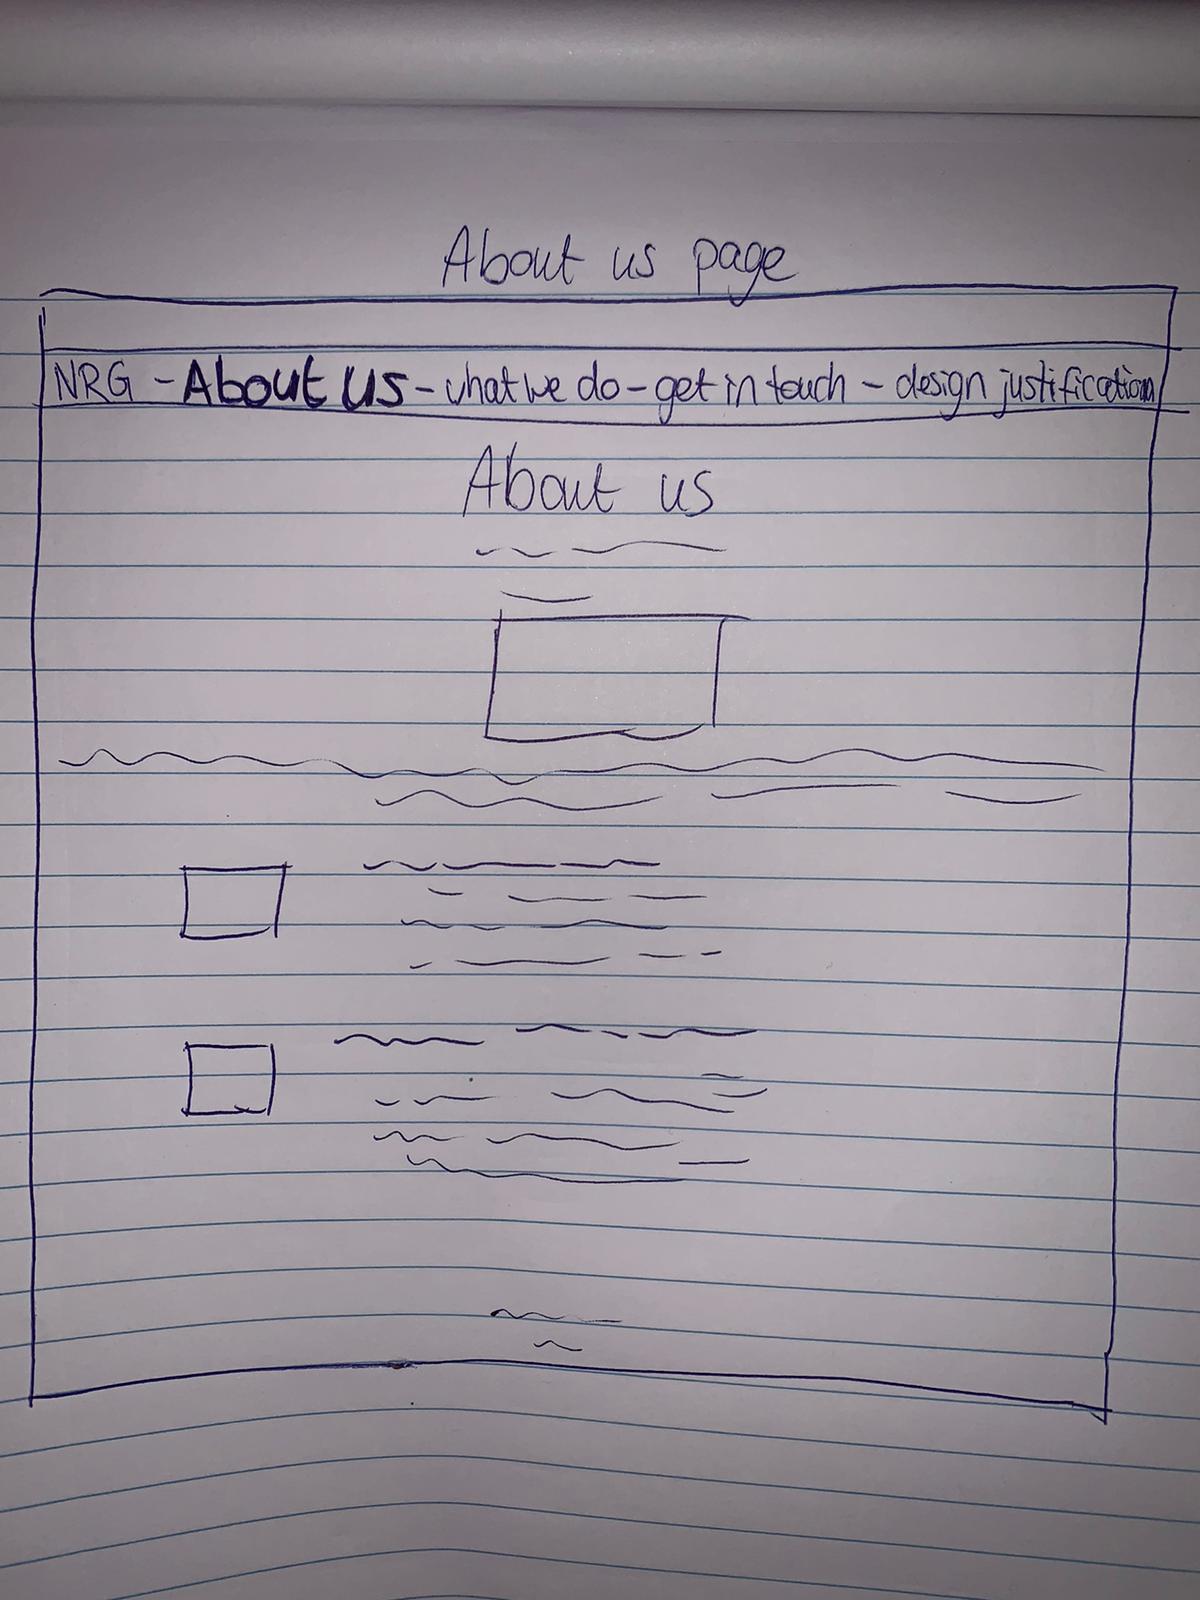 About us page
NRG - About us - what we do - get in touch - design justification
About us